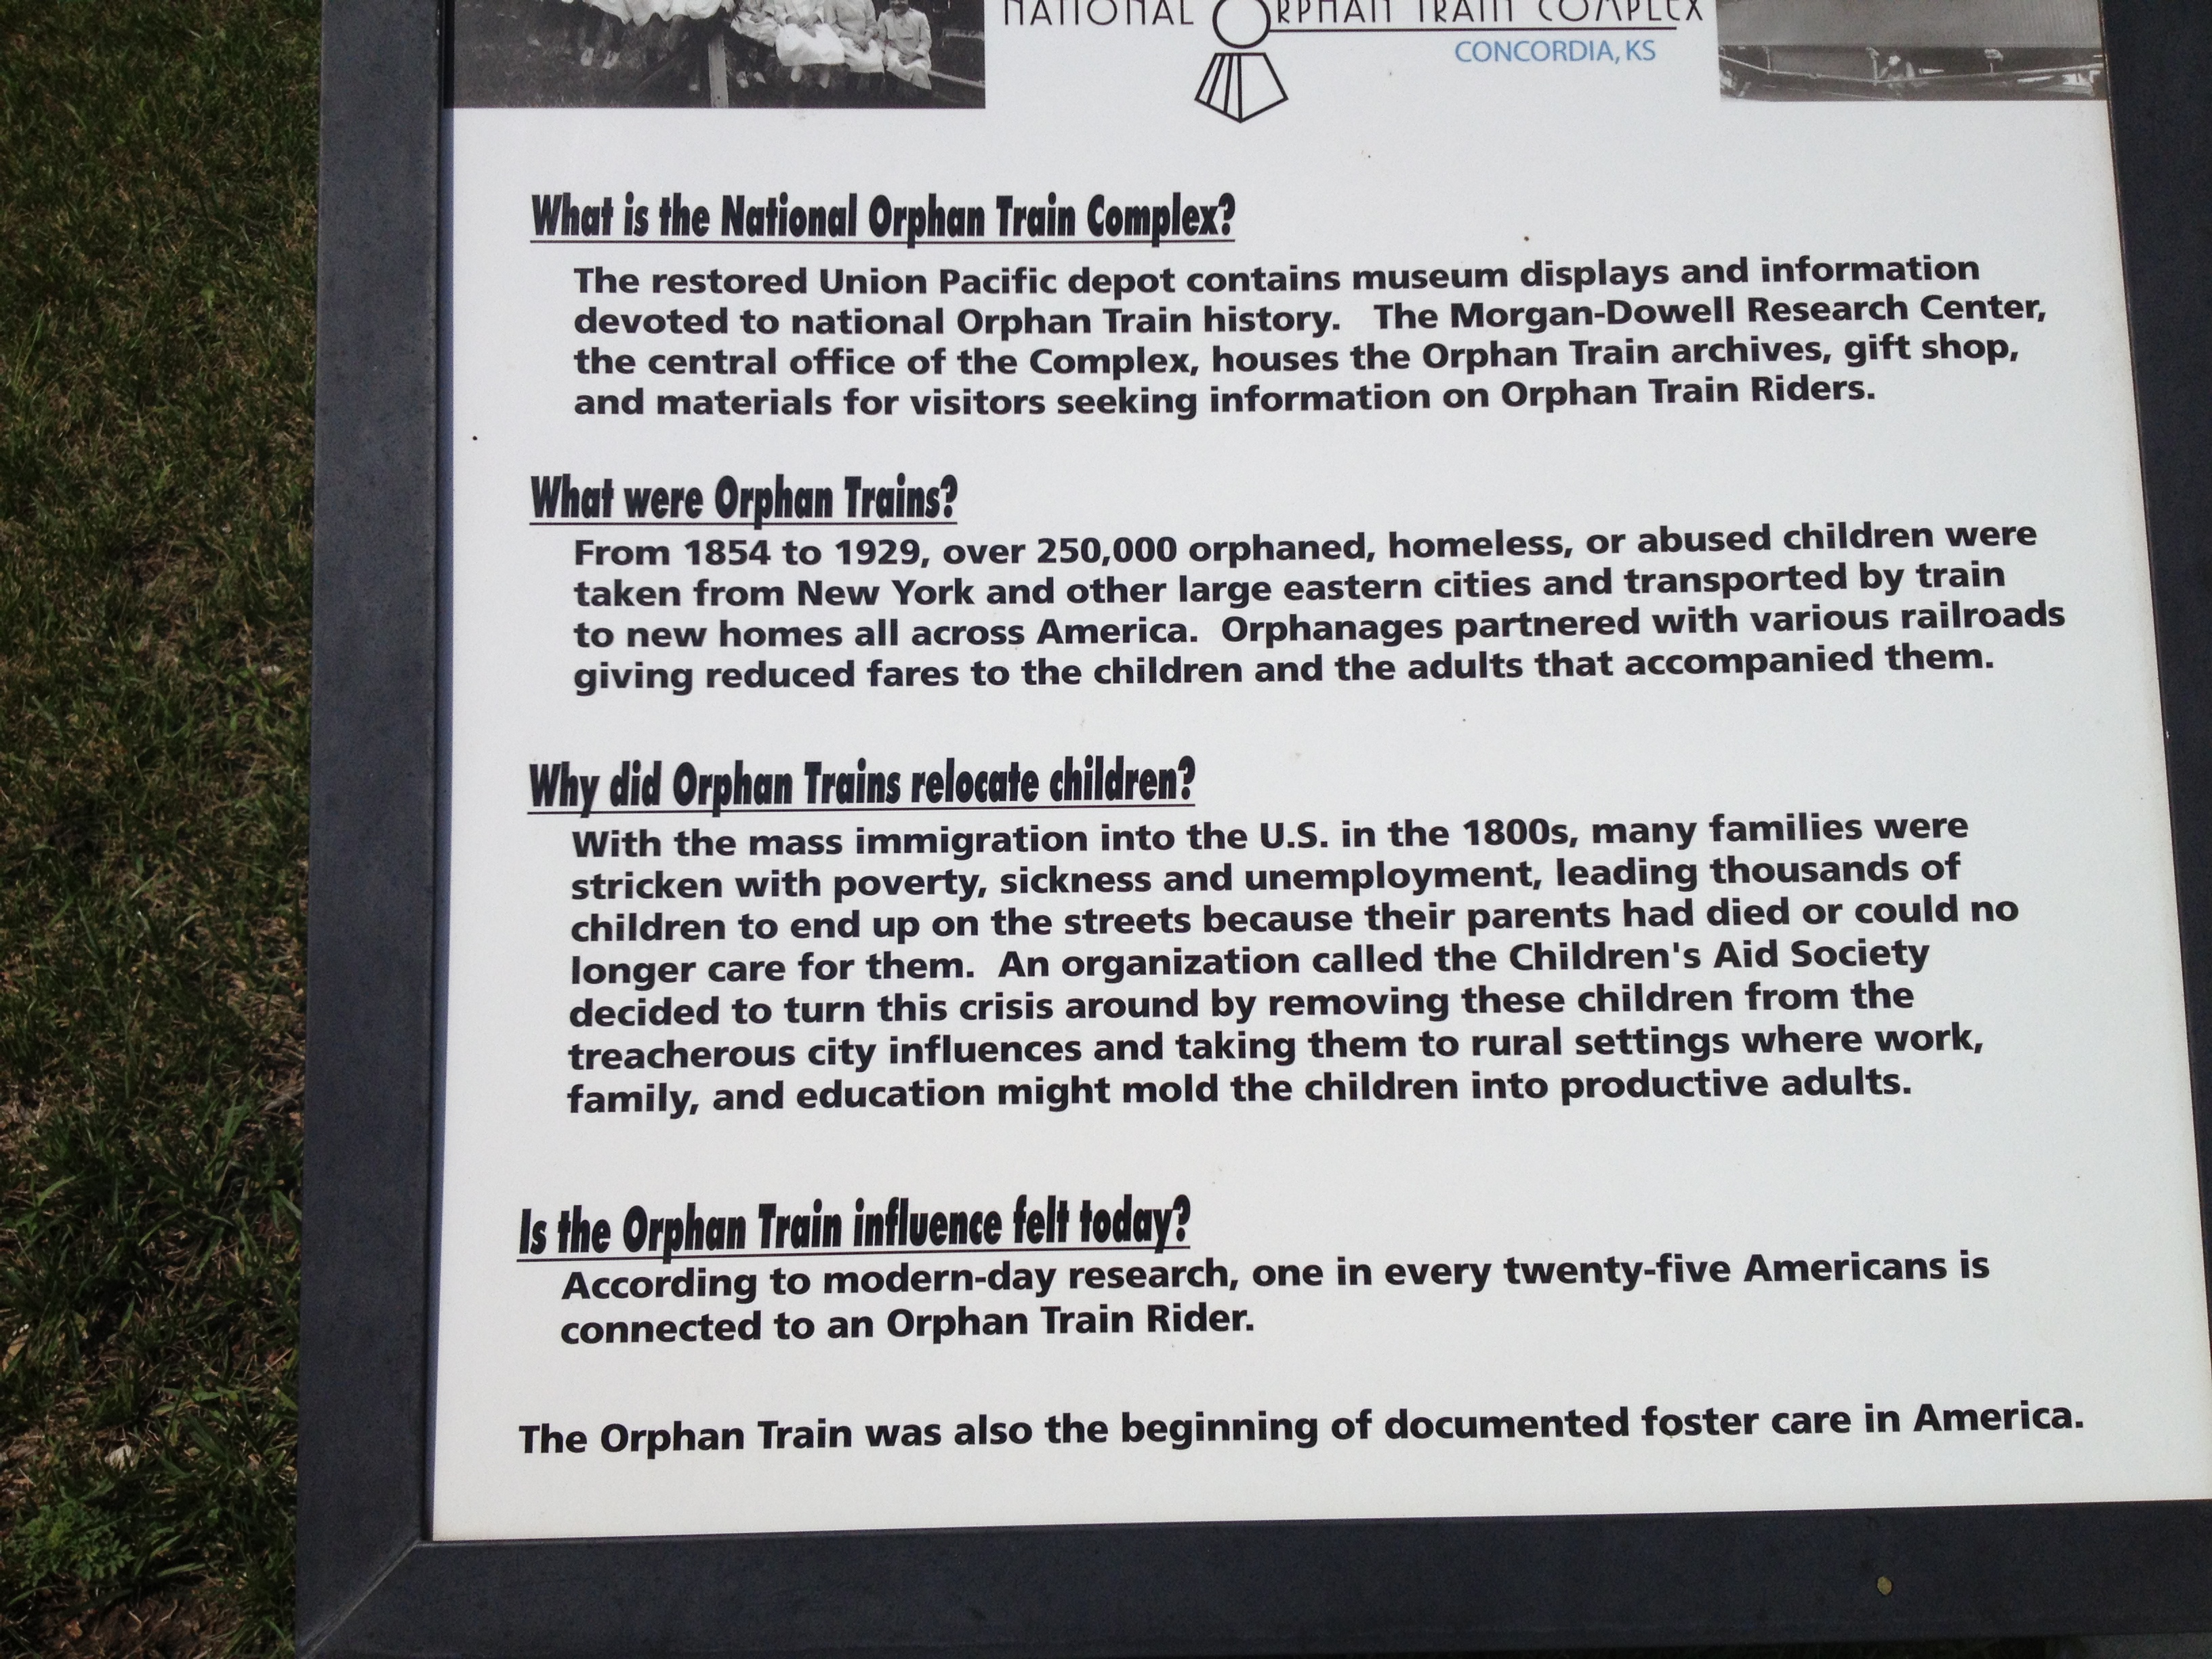 NATIONAL ORPHAN TRAIN COMPLEX
CONCORDIA, KS
What is the National Orphan Train Complex?
The restored Union Pacific depot contains museum displays and information
devoted to national Orphan Train history. The Morgan-Dowell Research Center,
the central office of the Complex, houses the Orphan Train archives, gift shop,
and materials for visitors seeking information on Orphan Train Riders.
What were Orphan Trains?
From 1854 to 1929, over 250,000 orphaned, homeless, or abused children were
taken from New York and other large eastern cities and transported by train
to new homes all across America. Orphanages partnered with various railroads
giving reduced fares to the children and the adults that accompanied them.
Why did Orphan Trains relocate children?
With the mass immigration into the U.S. in the 1800s, many families were
stricken with poverty, sickness and unemployment, leading thousands of
children to end up on the streets because their parents had died or could no
longer care for them. An organization called the Children's Aid Society
decided to turn this crisis around by removing these children from the
treacherous city influences and taking them to rural settings where work,
family, and education might mold the children into productive adults.
Is the Orphan Train influence felt today?
According to modern-day research, one in every twenty-five Americans is
connected to an Orphan Train Rider.
The Orphan Train was also the beginning of documented foster care in America.